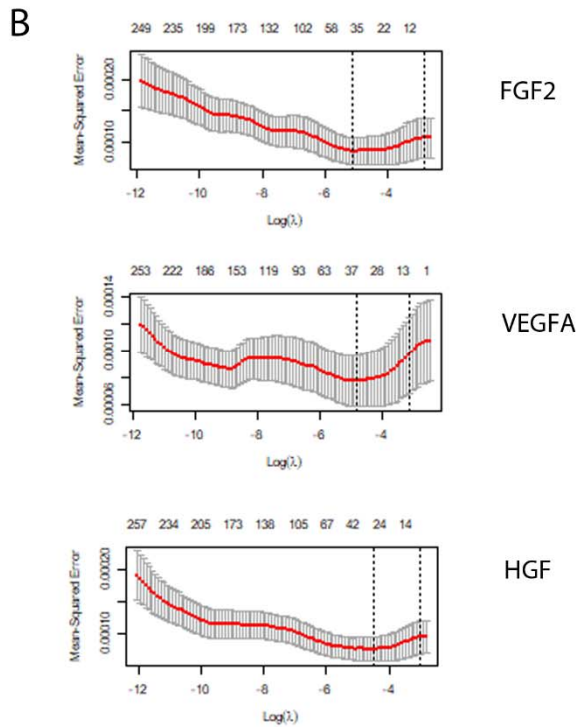 B
249 235 199 173 132 102 58 35 22 12
FGF2
Mean-Squared Error
0.00020
0.00010
-12 -10 -8 -6 -4
Log(λ)
253 222 186 153 119 93 63 37 28 13 1
VEGFA
Mean-Squared Error
0.00014
0.00010
0.00006
-12 -10 -8 -6 -4
Log(λ)
257 234 205 173 138 105 67 42 24 14
HGF
Mean-Squared Error
0.00020
0.00010
-12 -10 -8 -6 -4
Log(λ)